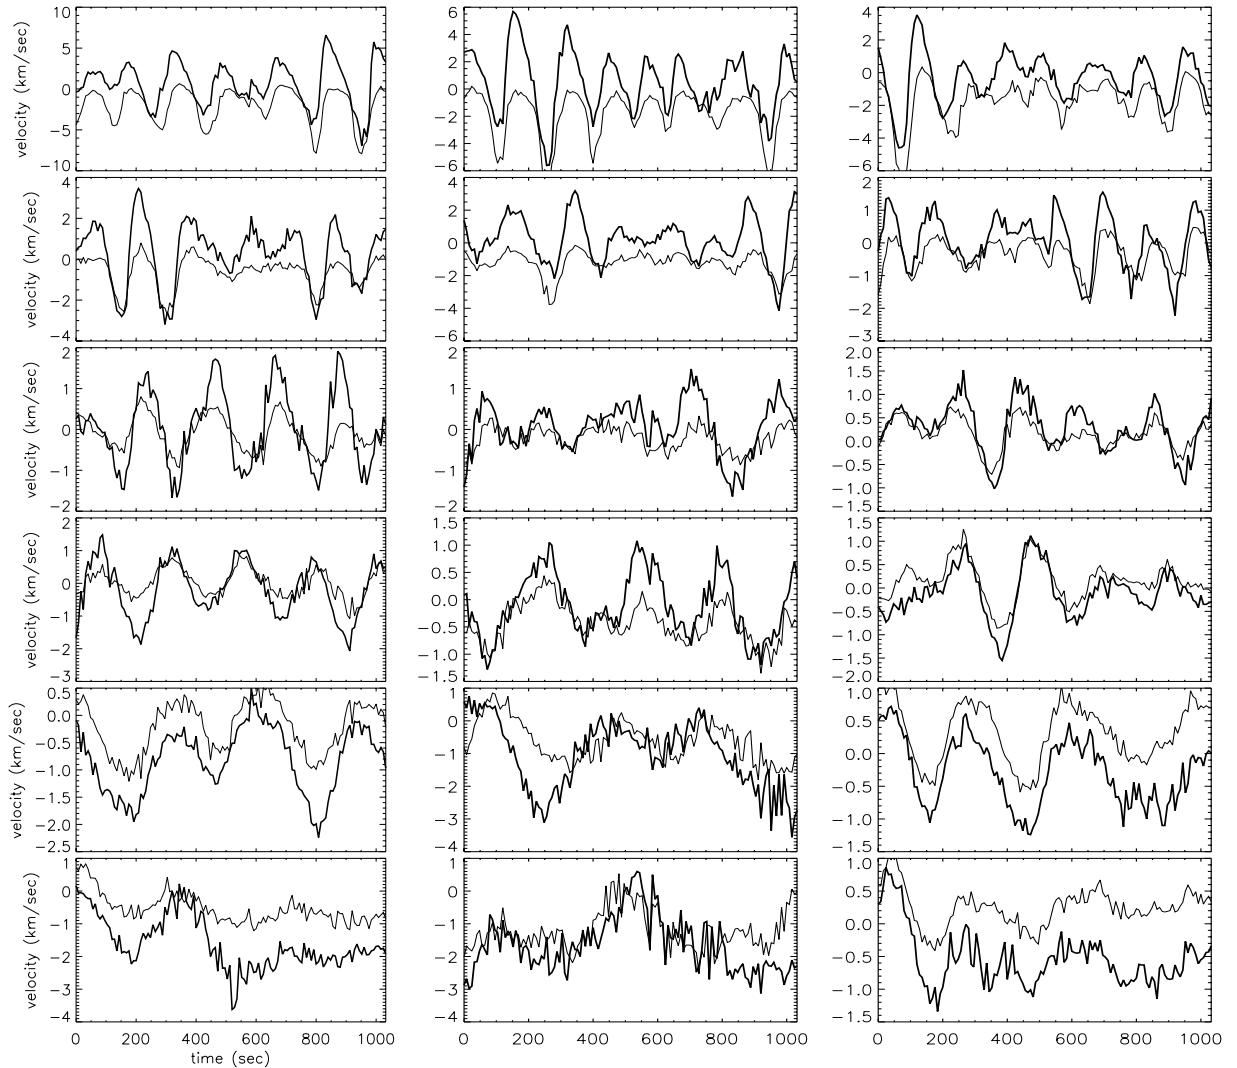 10 6 4
5 4 2
0 2 0
−5 0 −2
−10 −2 −4
−4 −6
−6
velocity (km/sec)
4 4 2
2 2 1
0 0 0
−2 −2 −1
−4 −4 −2
−6 −3
velocity (km/sec)
2 2 2.0
1 1 1.5
0 0 1.0
−1 −1 0.5
−2 −2 0.0
−0.5
−1.0
−1.5
velocity (km/sec)
2 1.5 1.5
1 1.0 1.0
0 0.5 0.5
−1 0.0 0.0
−2 −0.5 −0.5
−3 −1.0 −1.0
−1.5 −1.5
−2.0
velocity (km/sec)
0.5 1 1.0
0.0 0 0.5
−0.5 −1 0.0
−1.0 −2 −0.5
−1.5 −3 −1.0
−2.0 −4 −1.5
−2.5
velocity (km/sec)
1 1 1.0
0 0 0.5
−1 −1 0.0
−2 −2 −0.5
−3 −3 −1.0
−4 −4 −1.5
velocity (km/sec)
0 200 400 600 800 1000 0 200 400 600 800 1000 0 200 400 600 800 1000
time (sec)